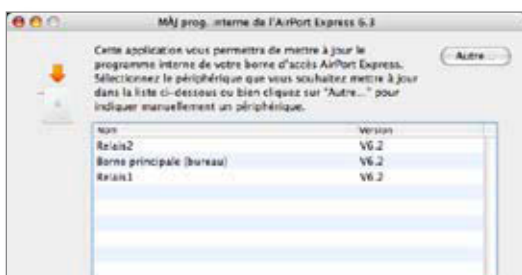 MÀJ prog. interne de l'AirPort Express 6.3
Cette application vous permettra de mettre à jour le
programme interne de votre borne d'accès AirPort Express.
Sélectionnez le périphérique que vous souhaitez mettre à jour
dans la liste ci-dessous ou bien cliquez sur "Autre..." pour
indiquer manuellement un périphérique.
Autre...
Nom Version
Relais2 V6.2
Borne principale (bureau) V6.2
Relais1 V6.2